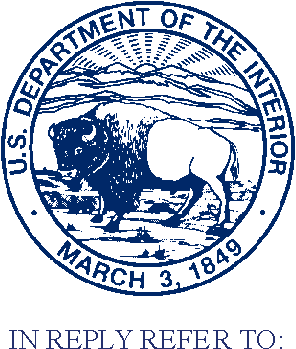 U.S. DEPARTMENT OF THE INTERIOR
MARCH 3, 1849
IN REPLY REFER TO: